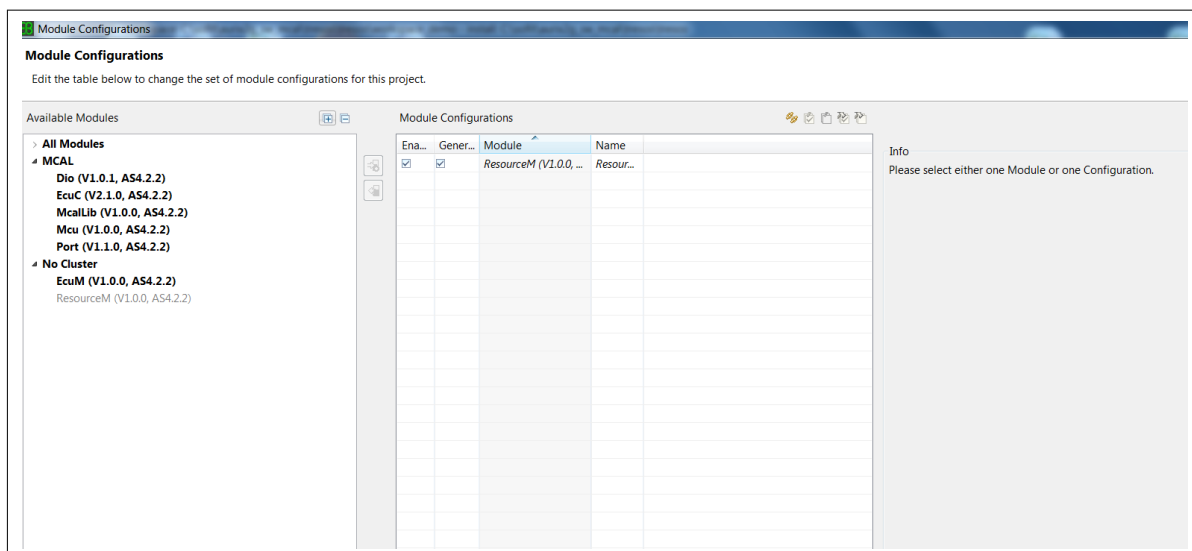 Module Configurations
Module Configurations
Edit the table below to change the set of module configurations for this project.
Available Modules
Module Configurations
All Modules
MCAL
Dio (V1.0.1, AS4.2.2)
EcuC (V2.1.0, AS4.2.2)
McalLib (V1.0.0, AS4.2.2)
Mcu (V1.0.0, AS4.2.2)
Port (V1.1.0, AS4.2.2)
No Cluster
EcuM (V1.0.0, AS4.2.2)
ResourceM (V1.0.0, AS4.2.2)
Ena... Gener... Module Name
ResourceM (V1.0.0, ... Resour...
Info
Please select either one Module or one Configuration.